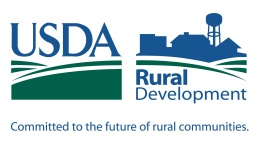 USDA
Rural
Development
Committed to the future of rural communities.